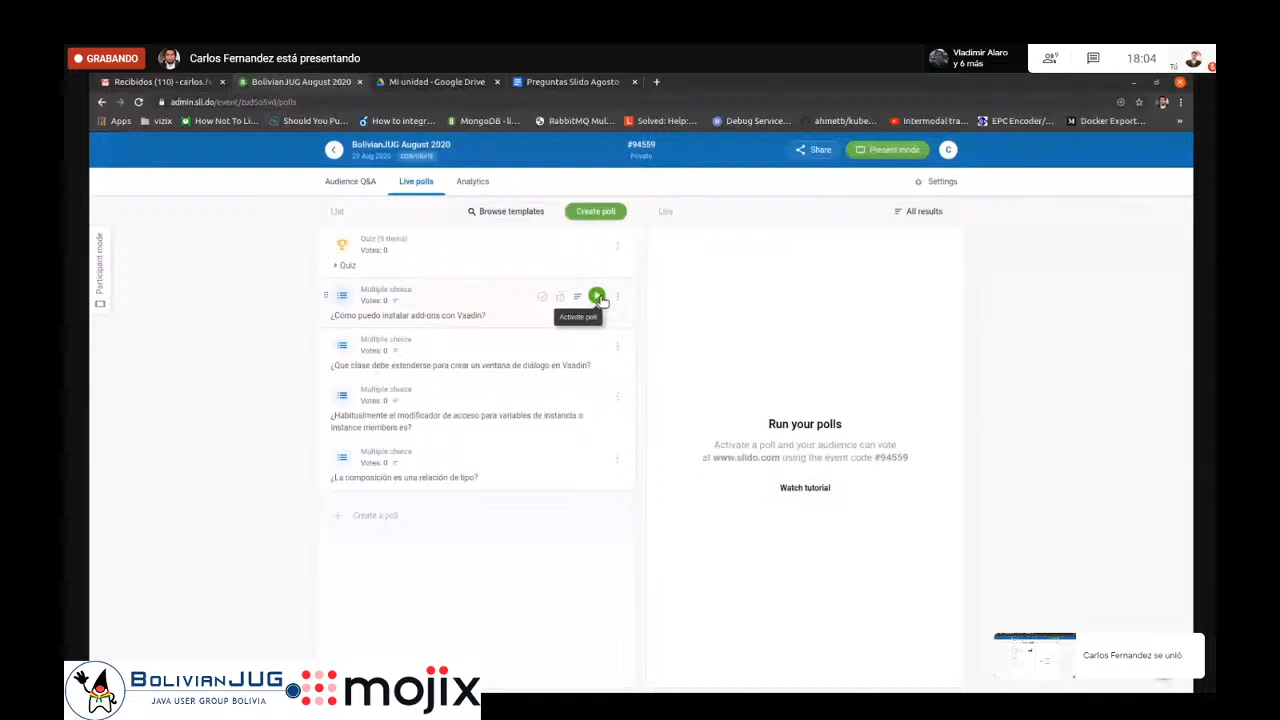 GRABANDO
Carlos Fernandez está presentando
Vladimir Alaro
y 6 más
18:04
Tú
Recibidos (110) - carlos.f
BolivianJUG August 2020
Mi unidad - Google Drive
Preguntas Slido Agosto
Apps
vizix
How Not To Li...
Should You Pu...
How to integr...
MongoDB - li...
RabbitMQ Mul...
Solved: Help:...
Debug Service...
ahmetb/kube...
Intermodal tra...
EPC Encoder/...
Docker Export...
BolivianJUG August 2020
29 Aug 2020 CORPORATE
#94559
Private
Share
Present mode
C
Audience Q&A
Live polls
Analytics
Settings
List
Browse templates
Create poll
Live
All results
Participant mode
Votes: 0
Quiz
Multiple choice
Votes: 0
¿Cómo puedo instalar add-ons con Vaadin?
Activate poll
Multiple choice
Votes: 0
¿Que clase debe extenderse para crear un ventana de diálogo en Vaadin?
Multiple choice
Votes: 0
¿Habitualmente el modificador de acceso para variables de instancia o
instance members es?
Multiple choice
Votes: 0
¿La composición es una relación de tipo?
Create a poll
Run your polls
Activate a poll and your audience can vote
at www.slido.com using the event code #94559
Watch tutorial
Carlos Fernandez se unió
BOLIVIANJUG
JAVA USER GROUP BOLIVIA
mojix